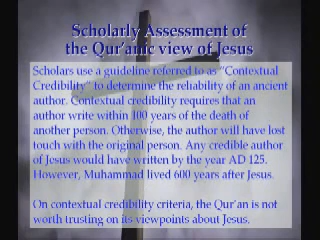 Scholarly Assessment of
the Qur'anic view of Jesus
Scholars use a guideline referred to as "Contextual
Credibility" to determine the reliability of an ancient
author. Contextual credibility requires that an
author write within 100 years of the death of
another person. Otherwise, the author will have lost
touch with the original person. Any credible author
of Jesus would have written by the year AD 125.
However, Muhammad lived 600 years after Jesus.
On contextual credibility criteria, the Qur'an is not
worth trusting on its viewpoints about Jesus.